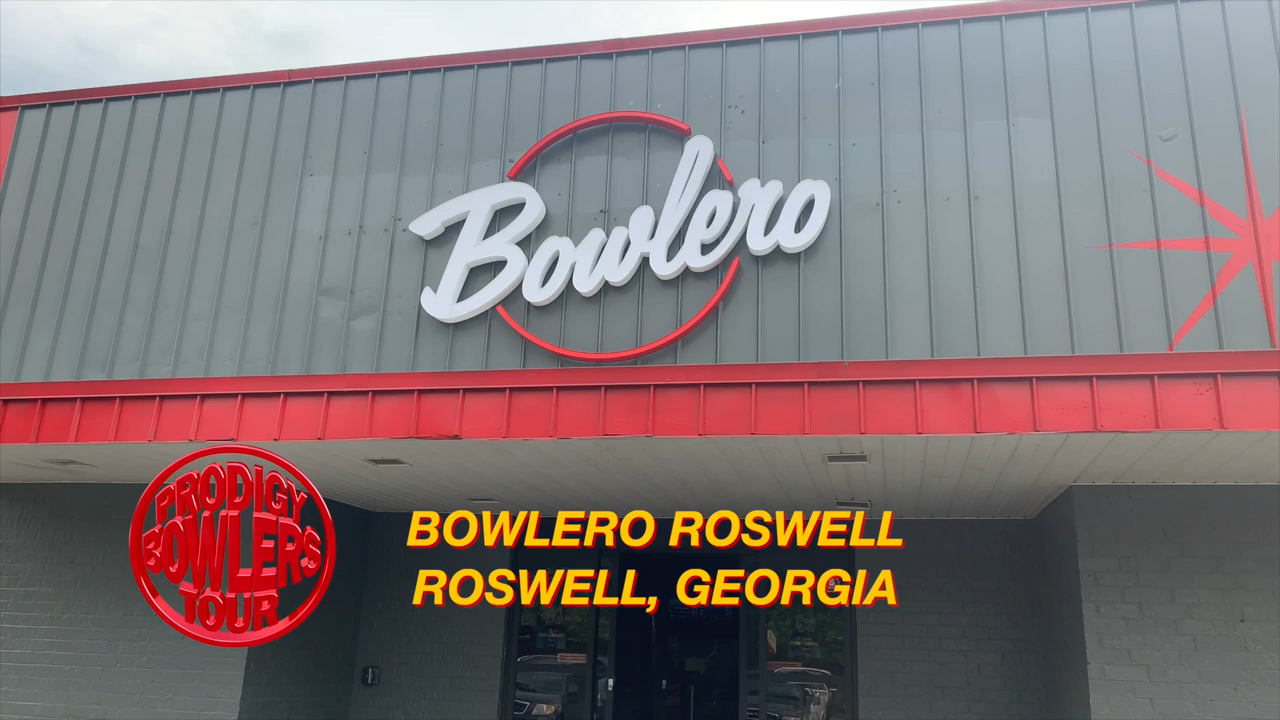 Bowlero
PRODIGY
BOWLERS
TOUR
BOWLERO ROSWELL
ROSWELL, GEORGIA